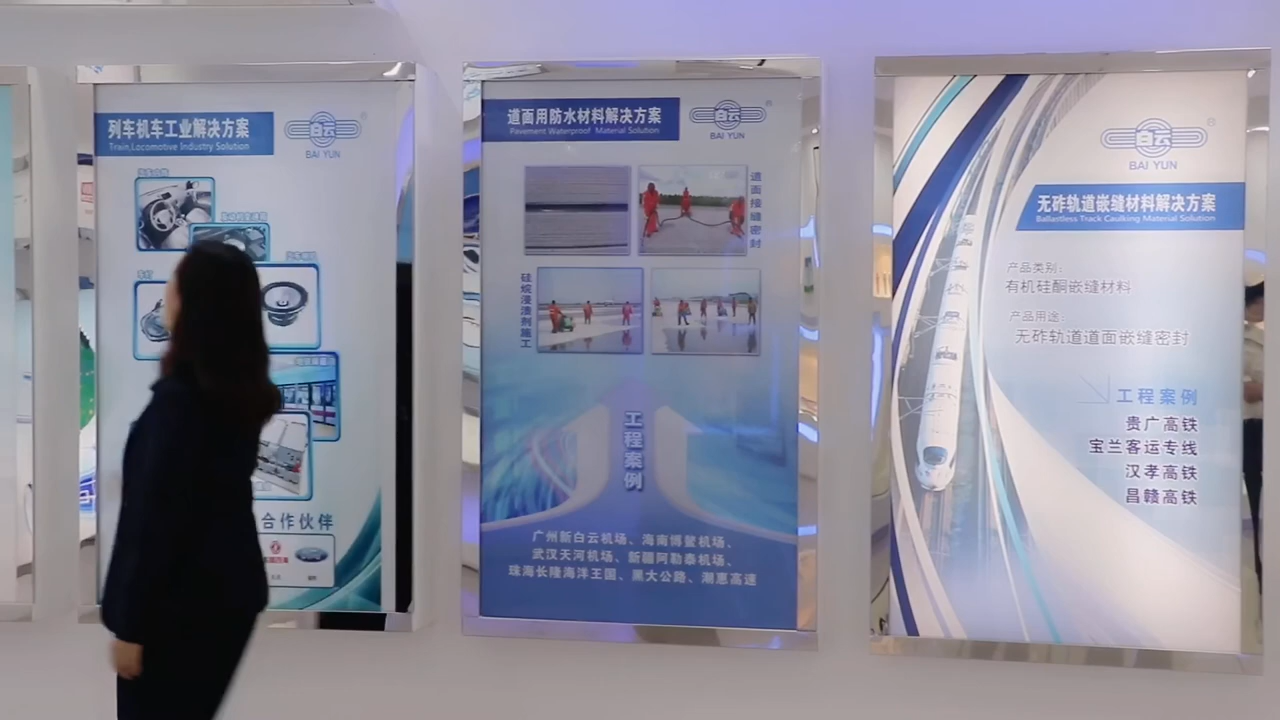 列车机车工业解决方案
Train,Locomotive Industry Solution
白云
®
BAI YUN
车灯
合作伙伴
道面用防水材料解决方案
Pavement Waterproof Material Solution
白云
®
BAI YUN
道面接缝密封
硅烷浸渍剂施工
工程案例
广州新白云机场、海南博鳌机场、
武汉天河机场、新疆阿勒泰机场、
珠海长隆海洋王国、黑大公路、潮惠高速
白云
®
BAI YUN
无砟轨道嵌缝材料解决方案
Ballastless Track Caulking Material Solution
产品类别:
有机硅酮嵌缝材料
产品用途:
无砟轨道道面嵌缝密封
工程案例
贵广高铁
宝兰客运专线
汉孝高铁
昌赣高铁